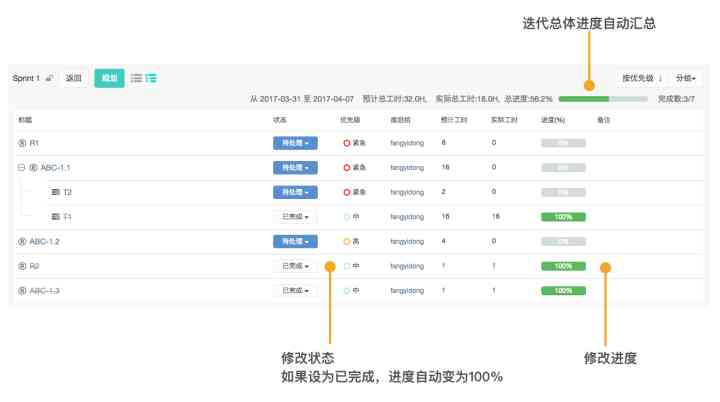 迭代总体进度自动汇总
Sprint 1 返回 规划 按优先级 ↓ 分组
从 2017-03-31 至 2017-04-07 预计总工时:32.0H, 实际总工时:18.0H, 总进度:56.2% 完成数:3/7
标题 状态 优先级 指派给 预计工时 实际工时 进度(%) 备注
R R1 待处理 紧急 fangyidong 8 0 0%
R ABC-1.1 待处理 紧急 fangyidong 16 0 0%
T2 待处理 紧急 fangyidong 2 0 0%
T1 已完成 中 fangyidong 16 16 100%
R ABC-1.2 待处理 高 fangyidong 4 0 0%
R R2 已完成 中 fangyidong 1 1 100%
R ABC-1.3 已完成 中 fangyidong 1 1 100%
修改状态 修改进度
如果设为已完成，进度自动变为100%